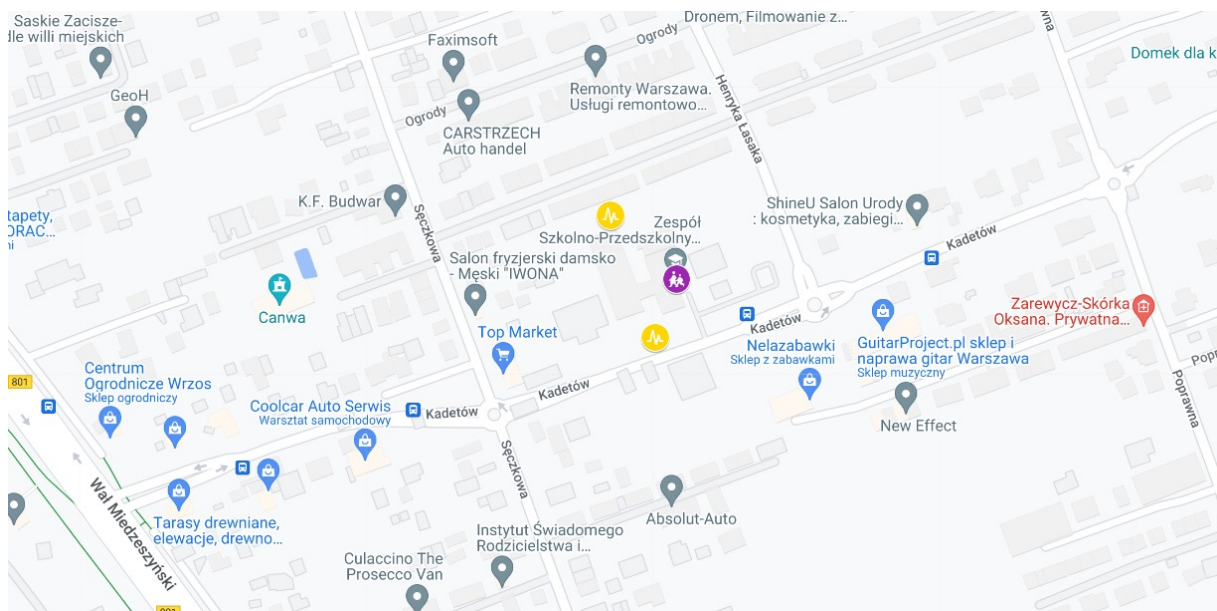 Saskie Zacisze-
dle willi miejskich
GeoH
Faximsoft
Dronem, Filmowanie z…
Ogrody
Remonty Warszawa.
Usługi remontowo…
Ogrody
CARSTRZECH
Auto handel
Henryka Łasaka
Domek dla k
K.F. Budwar
Sęczkowa
tapety,
ORAC…
ni
Zespół
Szkolno-Przedszkolny…
ShineU Salon Urody
: kosmetyka, zabiegi…
Salon fryzjerski damsko
- Męski "IWONA"
Kadetów
Canwa
Top Market
Kadetów
Zarewycz-Skórka
Oksana. Prywatna…
Nelazabawki
Sklep z zabawkami
GuitarProject.pl sklep i
naprawa gitar Warszawa
Sklep muzyczny
801
Centrum
Ogrodnicze Wrzos
Sklep ogrodniczy
Kadetów
Popr
Poprawna
Coolcar Auto Serwis
Warsztat samochodowy
Kadetów
New Effect
Sęczkowa
Wał Miedzeszyński
Tarasy drewniane,
elewacje, drewno…
Absolut-Auto
Instytut Świadomego
Rodzicielstwa i…
Culaccino The
Prosecco Van
801